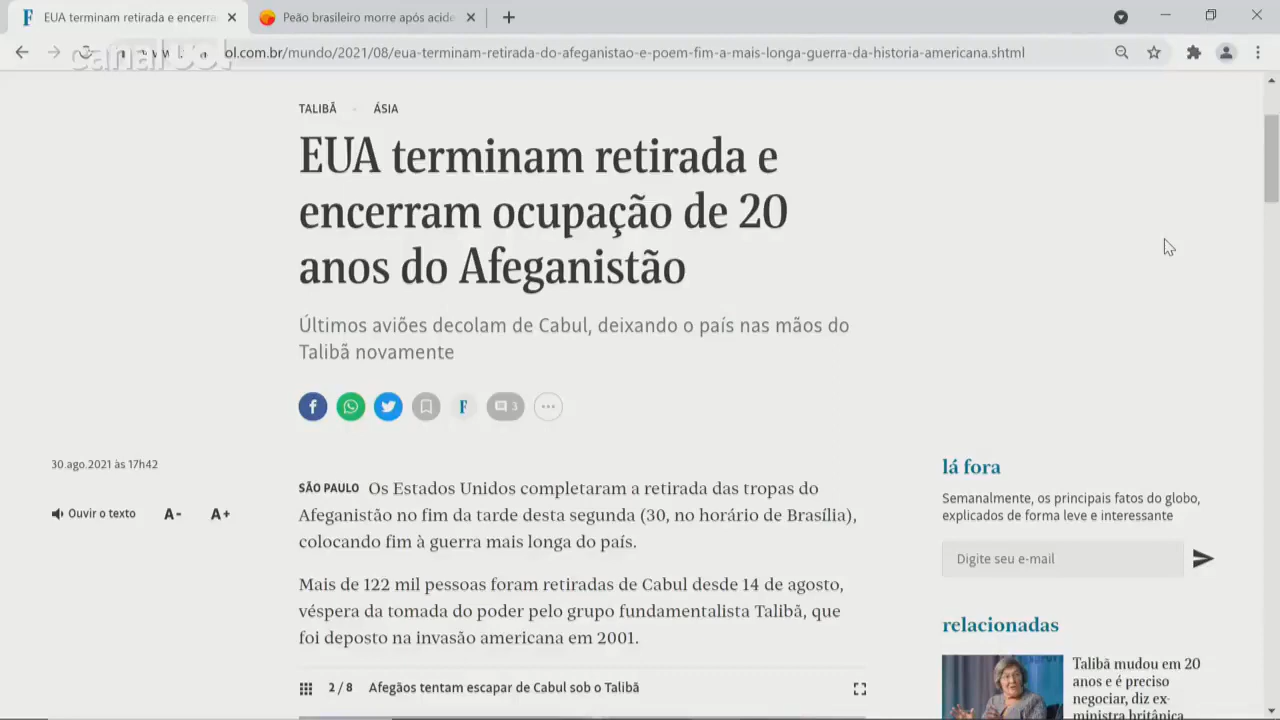 F EUA terminam retirada e encerra
Peão brasileiro morre após acide
ol.com.br/mundo/2021/08/eua-terminam-retirada-do-afeganistao-e-poem-fim-a-mais-longa-guerra-da-historia-americana.shtml
canal
TALIBÃ - ÁSIA
EUA terminam retirada e
encerram ocupação de 20
anos do Afeganistão
Últimos aviões decolam de Cabul, deixando o país nas mãos do
Talibã novamente
F 3
30.ago.2021 às 17h42
Ouvir o texto A- A+
SÃO PAULO Os Estados Unidos completaram a retirada das tropas do
Afeganistão no fim da tarde desta segunda (30, no horário de Brasília),
colocando fim à guerra mais longa do país.
Mais de 122 mil pessoas foram retiradas de Cabul desde 14 de agosto,
véspera da tomada do poder pelo grupo fundamentalista Talibã, que
foi deposto na invasão americana em 2001.
2 / 8 Afegãos tentam escapar de Cabul sob o Talibã
lá fora
Semanalmente, os principais fatos do globo,
explicados de forma leve e interessante
Digite seu e-mail
relacionadas
Talibã mudou em 20
anos e é preciso
negociar, diz ex-
ministra britânica